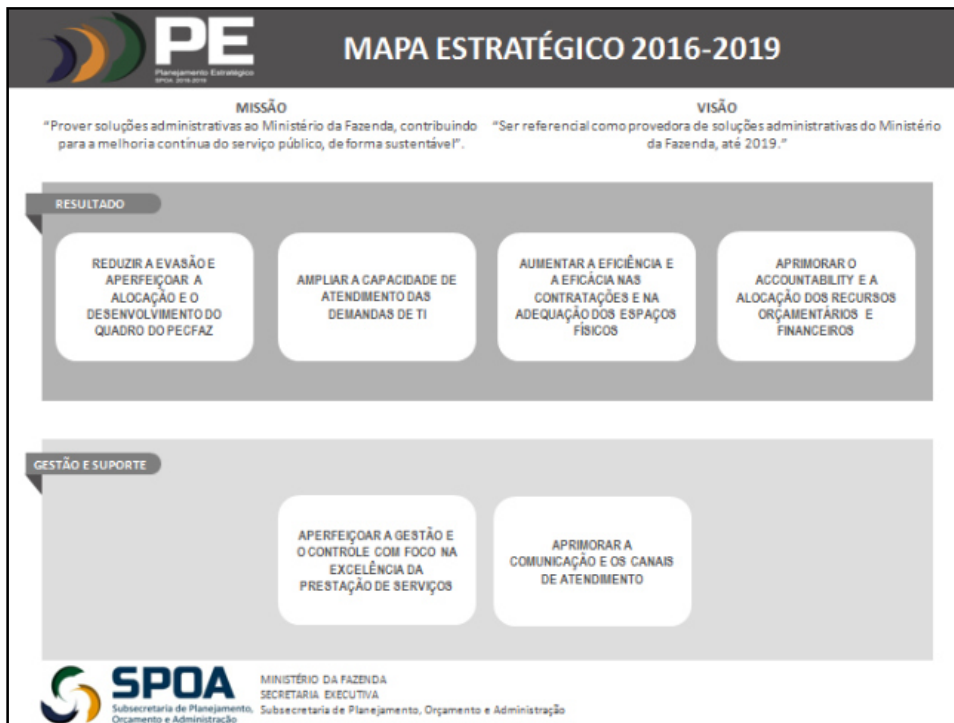 PE
Planejamento Estratégico
SPOA 2016-2019
MAPA ESTRATÉGICO 2016-2019
MISSÃO
“Prover soluções administrativas ao Ministério da Fazenda, contribuindo
para a melhoria contínua do serviço público, de forma sustentável”.
VISÃO
“Ser referencial como provedora de soluções administrativas do Ministério
da Fazenda, até 2019.”
RESULTADO
REDUZIR A EVASÃO E
APERFEIÇOAR A
ALOCAÇÃO E O
DESENVOLVIMENTO DO
QUADRO DO PECFAZ
AMPLIAR A CAPACIDADE DE
ATENDIMENTO DAS
DEMANDAS DE TI
AUMENTAR A EFICIÊNCIA E
A EFICÁCIA NAS
CONTRATAÇÕES E NA
ADEQUAÇÃO DOS ESPAÇOS
FÍSICOS
APRIMORAR O
ACCOUNTABILITY E A
ALOCAÇÃO DOS RECURSOS
ORÇAMENTÁRIOS E
FINANCEIROS
GESTÃO E SUPORTE
APERFEIÇOAR A GESTÃO E
O CONTROLE COM FOCO NA
EXCELÊNCIA DA
PRESTAÇÃO DE SERVIÇOS
APRIMORAR A
COMUNICAÇÃO E OS CANAIS
DE ATENDIMENTO
SPOA
Subsecretaria de Planejamento,
Orçamento e Administração
MINISTÉRIO DA FAZENDA
SECRETARIA EXECUTIVA
Subsecretaria de Planejamento, Orçamento e Administração